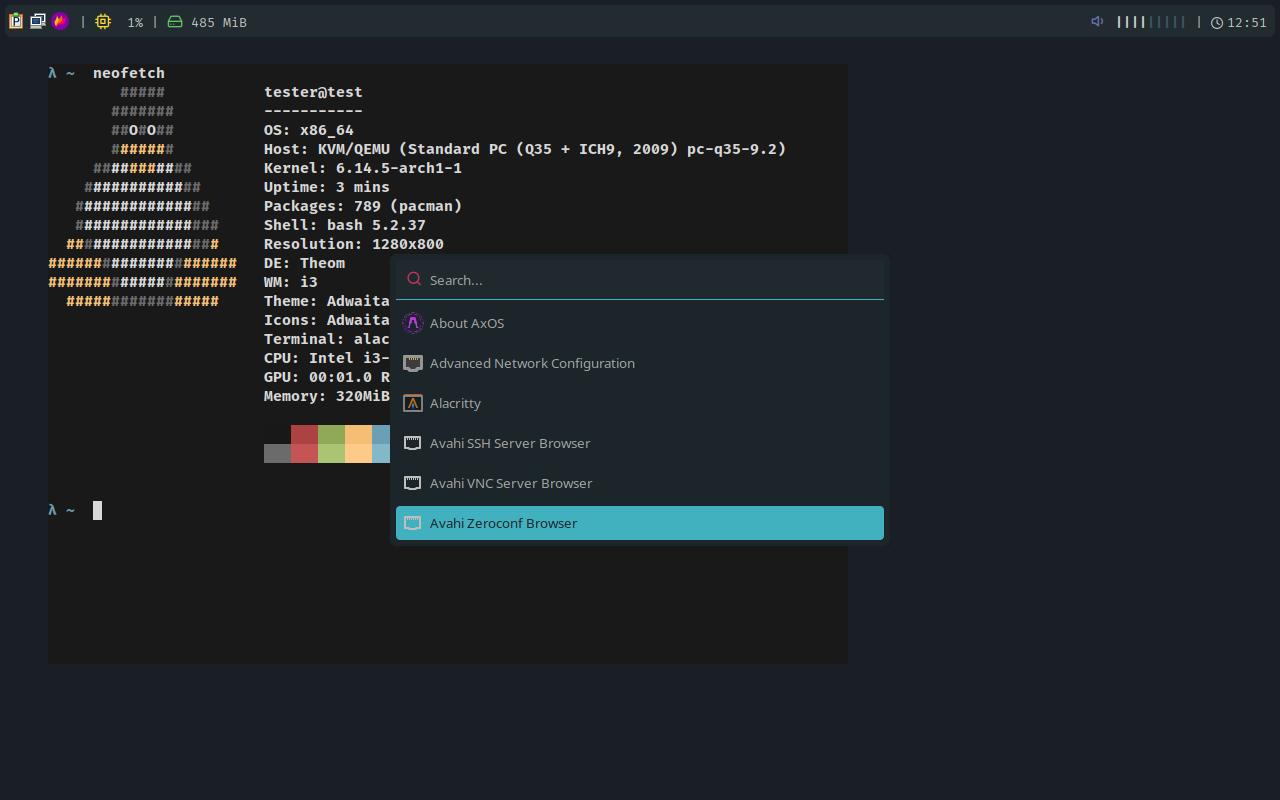 P | 1% | 485 MiB | 12:51
λ ~ neofetch
##### tester@test
####### -----------
##O#O## OS: x86_64
####### Host: KVM/QEMU (Standard PC (Q35 + ICH9, 2009) pc-q35-9.2)
########### Kernel: 6.14.5-arch1-1
############# Uptime: 3 mins
############### Packages: 789 (pacman)
################ Shell: bash 5.2.37
################# Resolution: 1280x800
##################### DE: Theom
##################### WM: i3
################# Theme: Adwaita
Icons: Adwaita
Terminal: alac
CPU: Intel i3-
GPU: 00:01.0 R
Memory: 320MiB
λ ~
Search...
About AxOS
Advanced Network Configuration
Alacritty
Avahi SSH Server Browser
Avahi VNC Server Browser
Avahi Zeroconf Browser